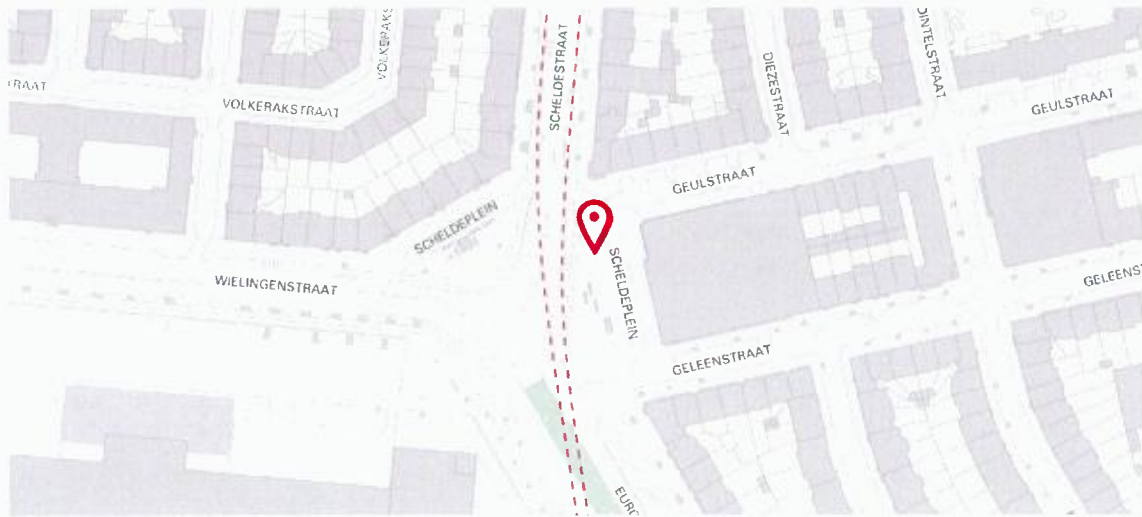 SCHELDESTRAAT
VOLKERAKS
DIEZESTRAAT
DINTELSTRAAT
RAAT
VOLKERAKSTRAAT
GEULSTRAAT
GEULSTRAAT
SCHELDEPLEIN
SCHELDEPLEIN
WIELINGENSTRAAT
GELEENS
GELEENSTRAAT
EURO